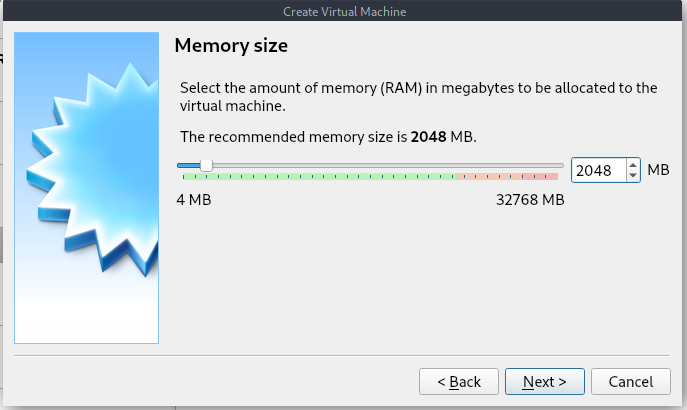 Create Virtual Machine
Memory size
Select the amount of memory (RAM) in megabytes to be allocated to the
virtual machine.
The recommended memory size is 2048 MB.
2048 MB
4 MB 32768 MB
< Back Next > Cancel